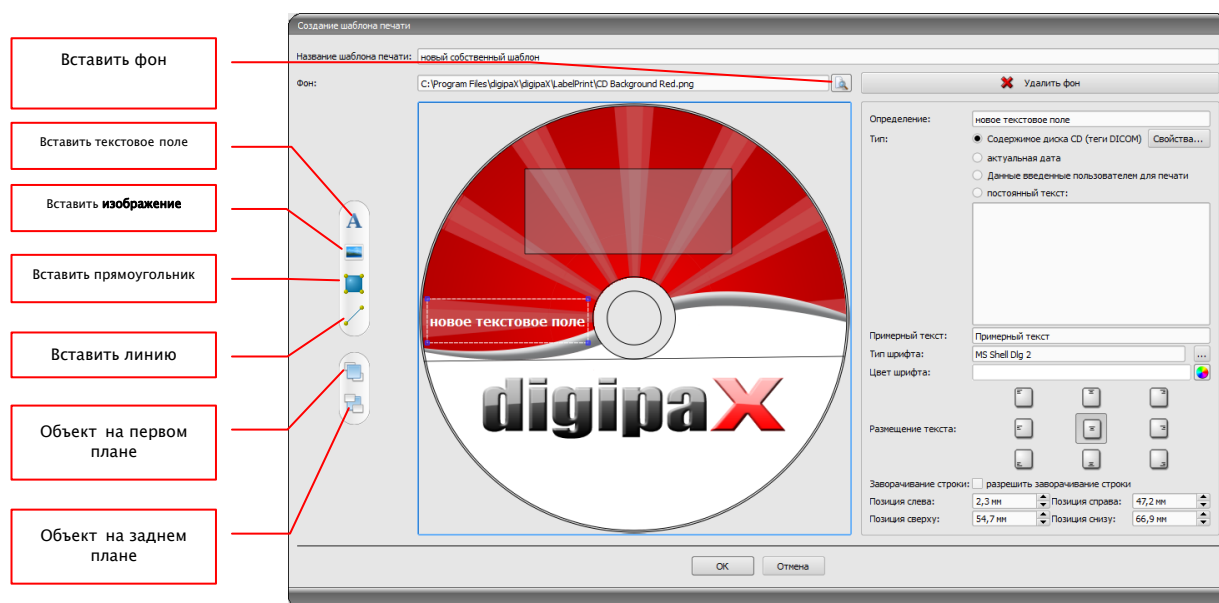 Создание шаблона печати
Вставить фон
Название шаблона печати: новый собственный шаблон
Фон: C:\Program Files\digipaX\digipaX\LabelPrint\CD Background Red.png
Удалить фон
Вставить текстовое поле
Вставить изображение
Вставить прямоугольник
Вставить линию
Объект на первом
плане
Объект на заднем
плане
A
новое текстовое поле
digipaX
Определение: новое текстовое поле
Тип: Содержимое диска CD (теги DICOM) Свойства...
актуальная дата
Данные введенные пользователем для печати
постоянный текст:
Примерный текст: Примерный текст
Тип шрифта: MS Shell Dlg 2 ...
Цвет шрифта:
Размещение текста:
Заворачивание строки: разрешить заворачивание строки
Позиция слева: 2,3 мм Позиция справа: 47,2 мм
Позиция сверху: 54,7 мм Позиция снизу: 66,9 мм
OK Отмена